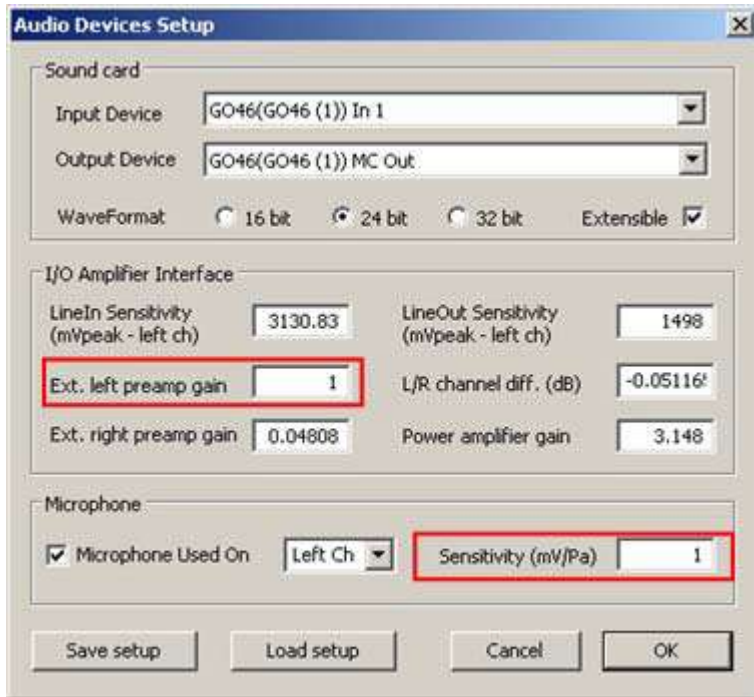 Audio Devices Setup
Sound card
Input Device GO46(GO46 (1)) In 1
Output Device GO46(GO46 (1)) MC Out
WaveFormat 16 bit 24 bit 32 bit Extensible
I/O Amplifier Interface
LineIn Sensitivity
(mVpeak - left ch) 3130.83
LineOut Sensitivity
(mVpeak - left ch) 1498
Ext. left preamp gain 1
L/R channel diff. (dB)
Ext. right preamp gain 0.04808
Power amplifier gain 3.148
Microphone
Microphone Used On Left Ch Sensitivity (mV/Pa) 1
Save setup Load setup Cancel OK